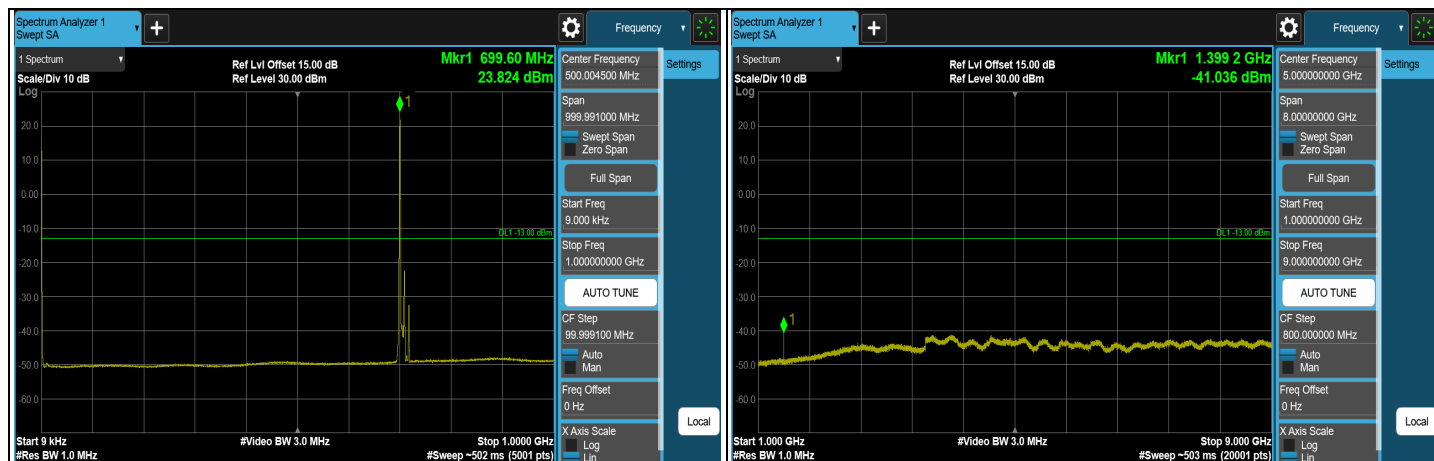 Spectrum Analyzer 1
Swept SA
+
Frequency
1 Spectrum
Scale/Div 10 dB
Ref Lvl Offset 15.00 dB
Ref Level 30.00 dBm
Mkr1 699.60 MHz
23.824 dBm
Log
1
20.0
10.0
0.00
-10.0
DL1 -13.00 dBm
-20.0
-30.0
-40.0
-50.0
-60.0
Start 9 kHz
#Video BW 3.0 MHz
Stop 1.0000 GHz
#Res BW 1.0 MHz
#Sweep ~502 ms (5001 pts)
Center Frequency
500.004500 MHz
Span
999.991000 MHz
Swept Span
Zero Span
Full Span
Start Freq
9.000 kHz
Stop Freq
1.000000000 GHz
AUTO TUNE
CF Step
99.999100 MHz
Auto
Man
Freq Offset
0 Hz
X Axis Scale
Log
Lin
Settings
Local
Spectrum Analyzer 1
Swept SA
+
Frequency
1 Spectrum
Scale/Div 10 dB
Ref Lvl Offset 15.00 dB
Ref Level 30.00 dBm
Mkr1 1.399 2 GHz
-41.036 dBm
Log
20.0
10.0
0.00
-10.0
DL1 -13.00 dBm
-20.0
-30.0
1
-40.0
-50.0
-60.0
Start 1.000 GHz
#Video BW 3.0 MHz
Stop 9.000 GHz
#Res BW 1.0 MHz
#Sweep ~503 ms (20001 pts)
Center Frequency
5.000000000 GHz
Span
8.00000000 GHz
Swept Span
Zero Span
Full Span
Start Freq
1.000000000 GHz
Stop Freq
9.000000000 GHz
AUTO TUNE
CF Step
800.000000 MHz
Auto
Man
Freq Offset
0 Hz
X Axis Scale
Log
Lin
Settings
Local